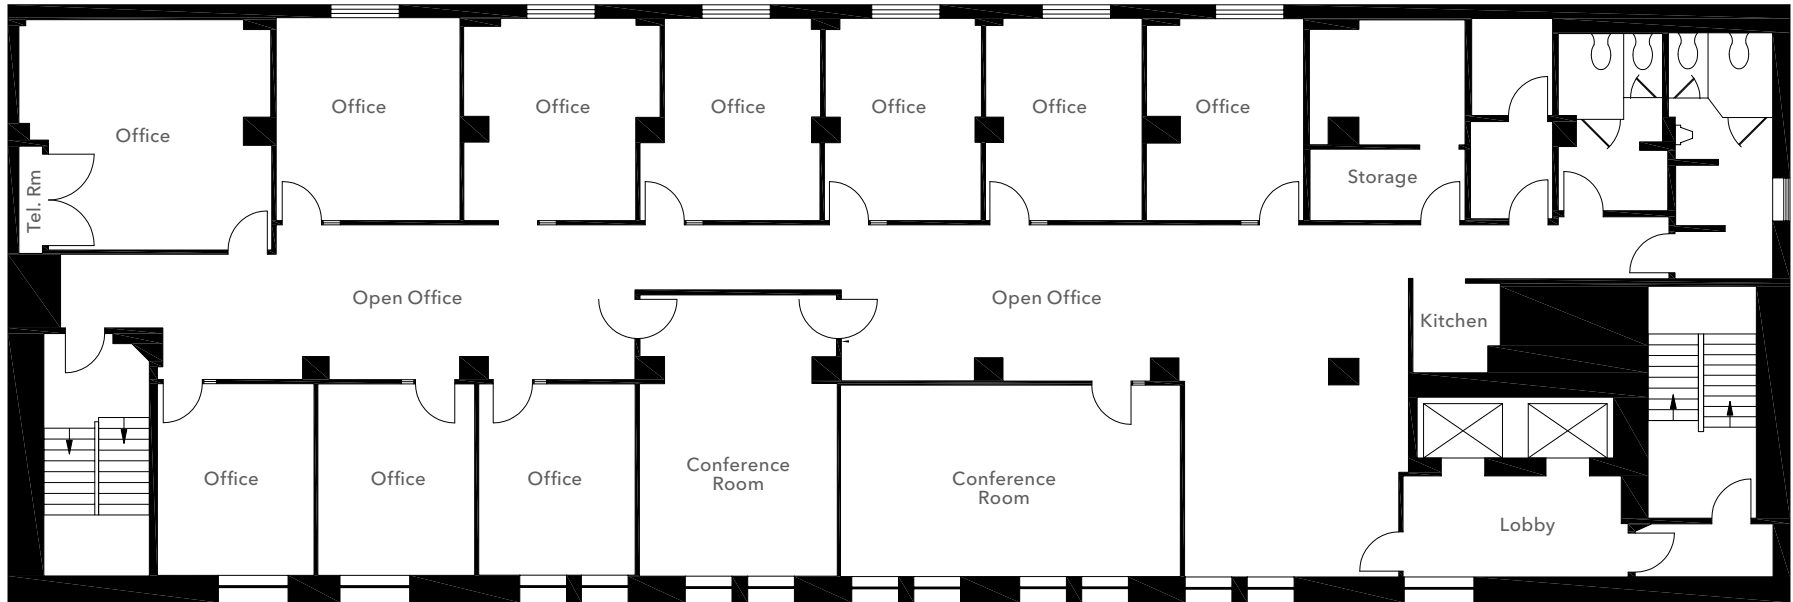 Office
Office
Office
Office
Office
Office
Office
Tel. Rm
Storage
Open Office
Open Office
Kitchen
Office
Office
Office
Conference
Room
Conference
Room
Lobby